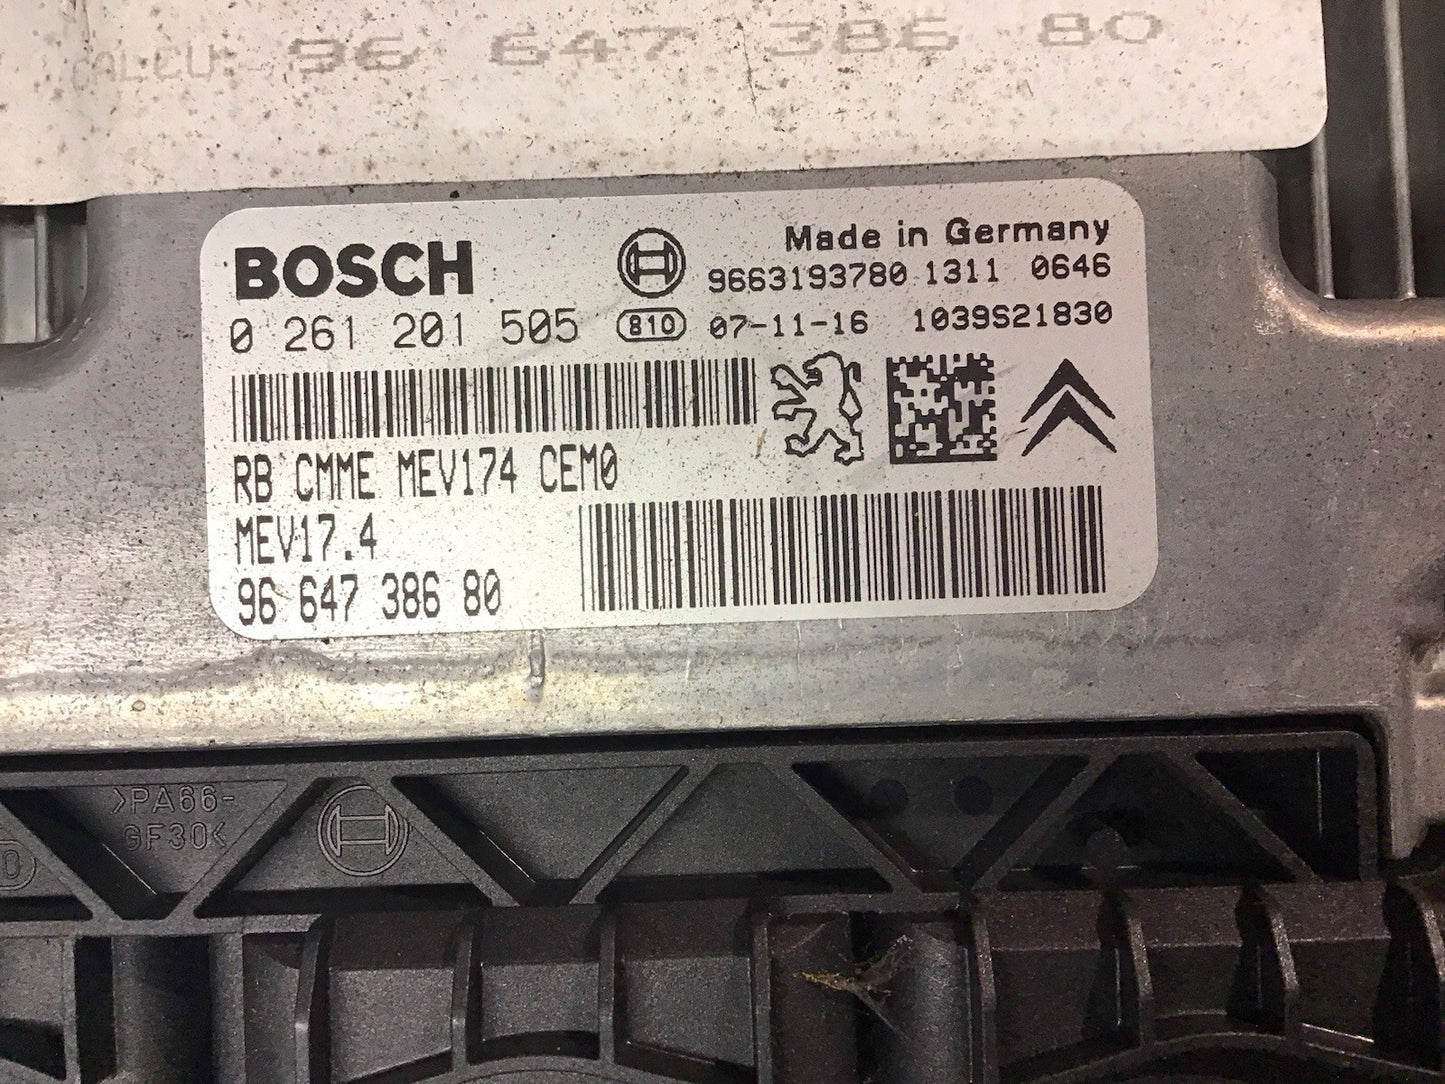 CALCU: 96 647 386 80
BOSCH
Made in Germany
9663193780 1311 0646
0 261 201 505 810 07-11-16 1039S21830
RB CMME MEV174 CEM0
MEV17.4
96 647 386 80
>PA66-
GF30<